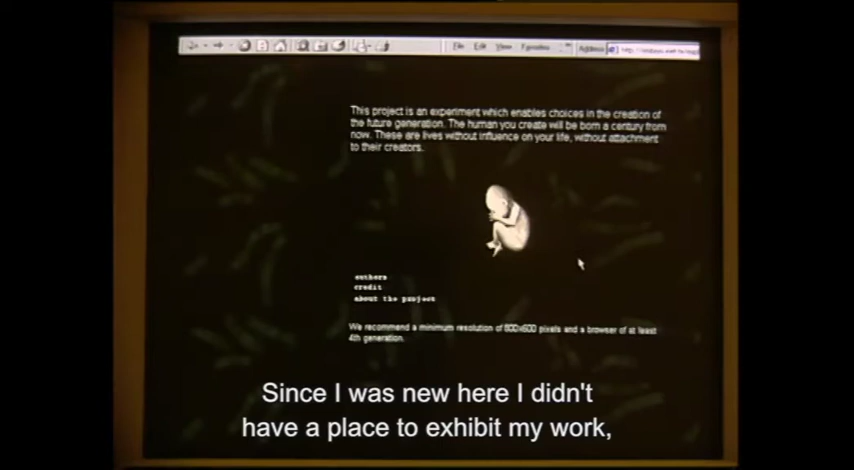 File Edit View Favorites Address
This project is an experiment which enables choices in the creation of
the future generation. The human you create will be born a century from
now. These are lives without influence on your life, without attachment
to their creators.
authors
credit
about the project
We recommend a minimum resolution of 800x600 pixels and a browser of at least
4th generation.
Since I was new here I didn't
have a place to exhibit my work,